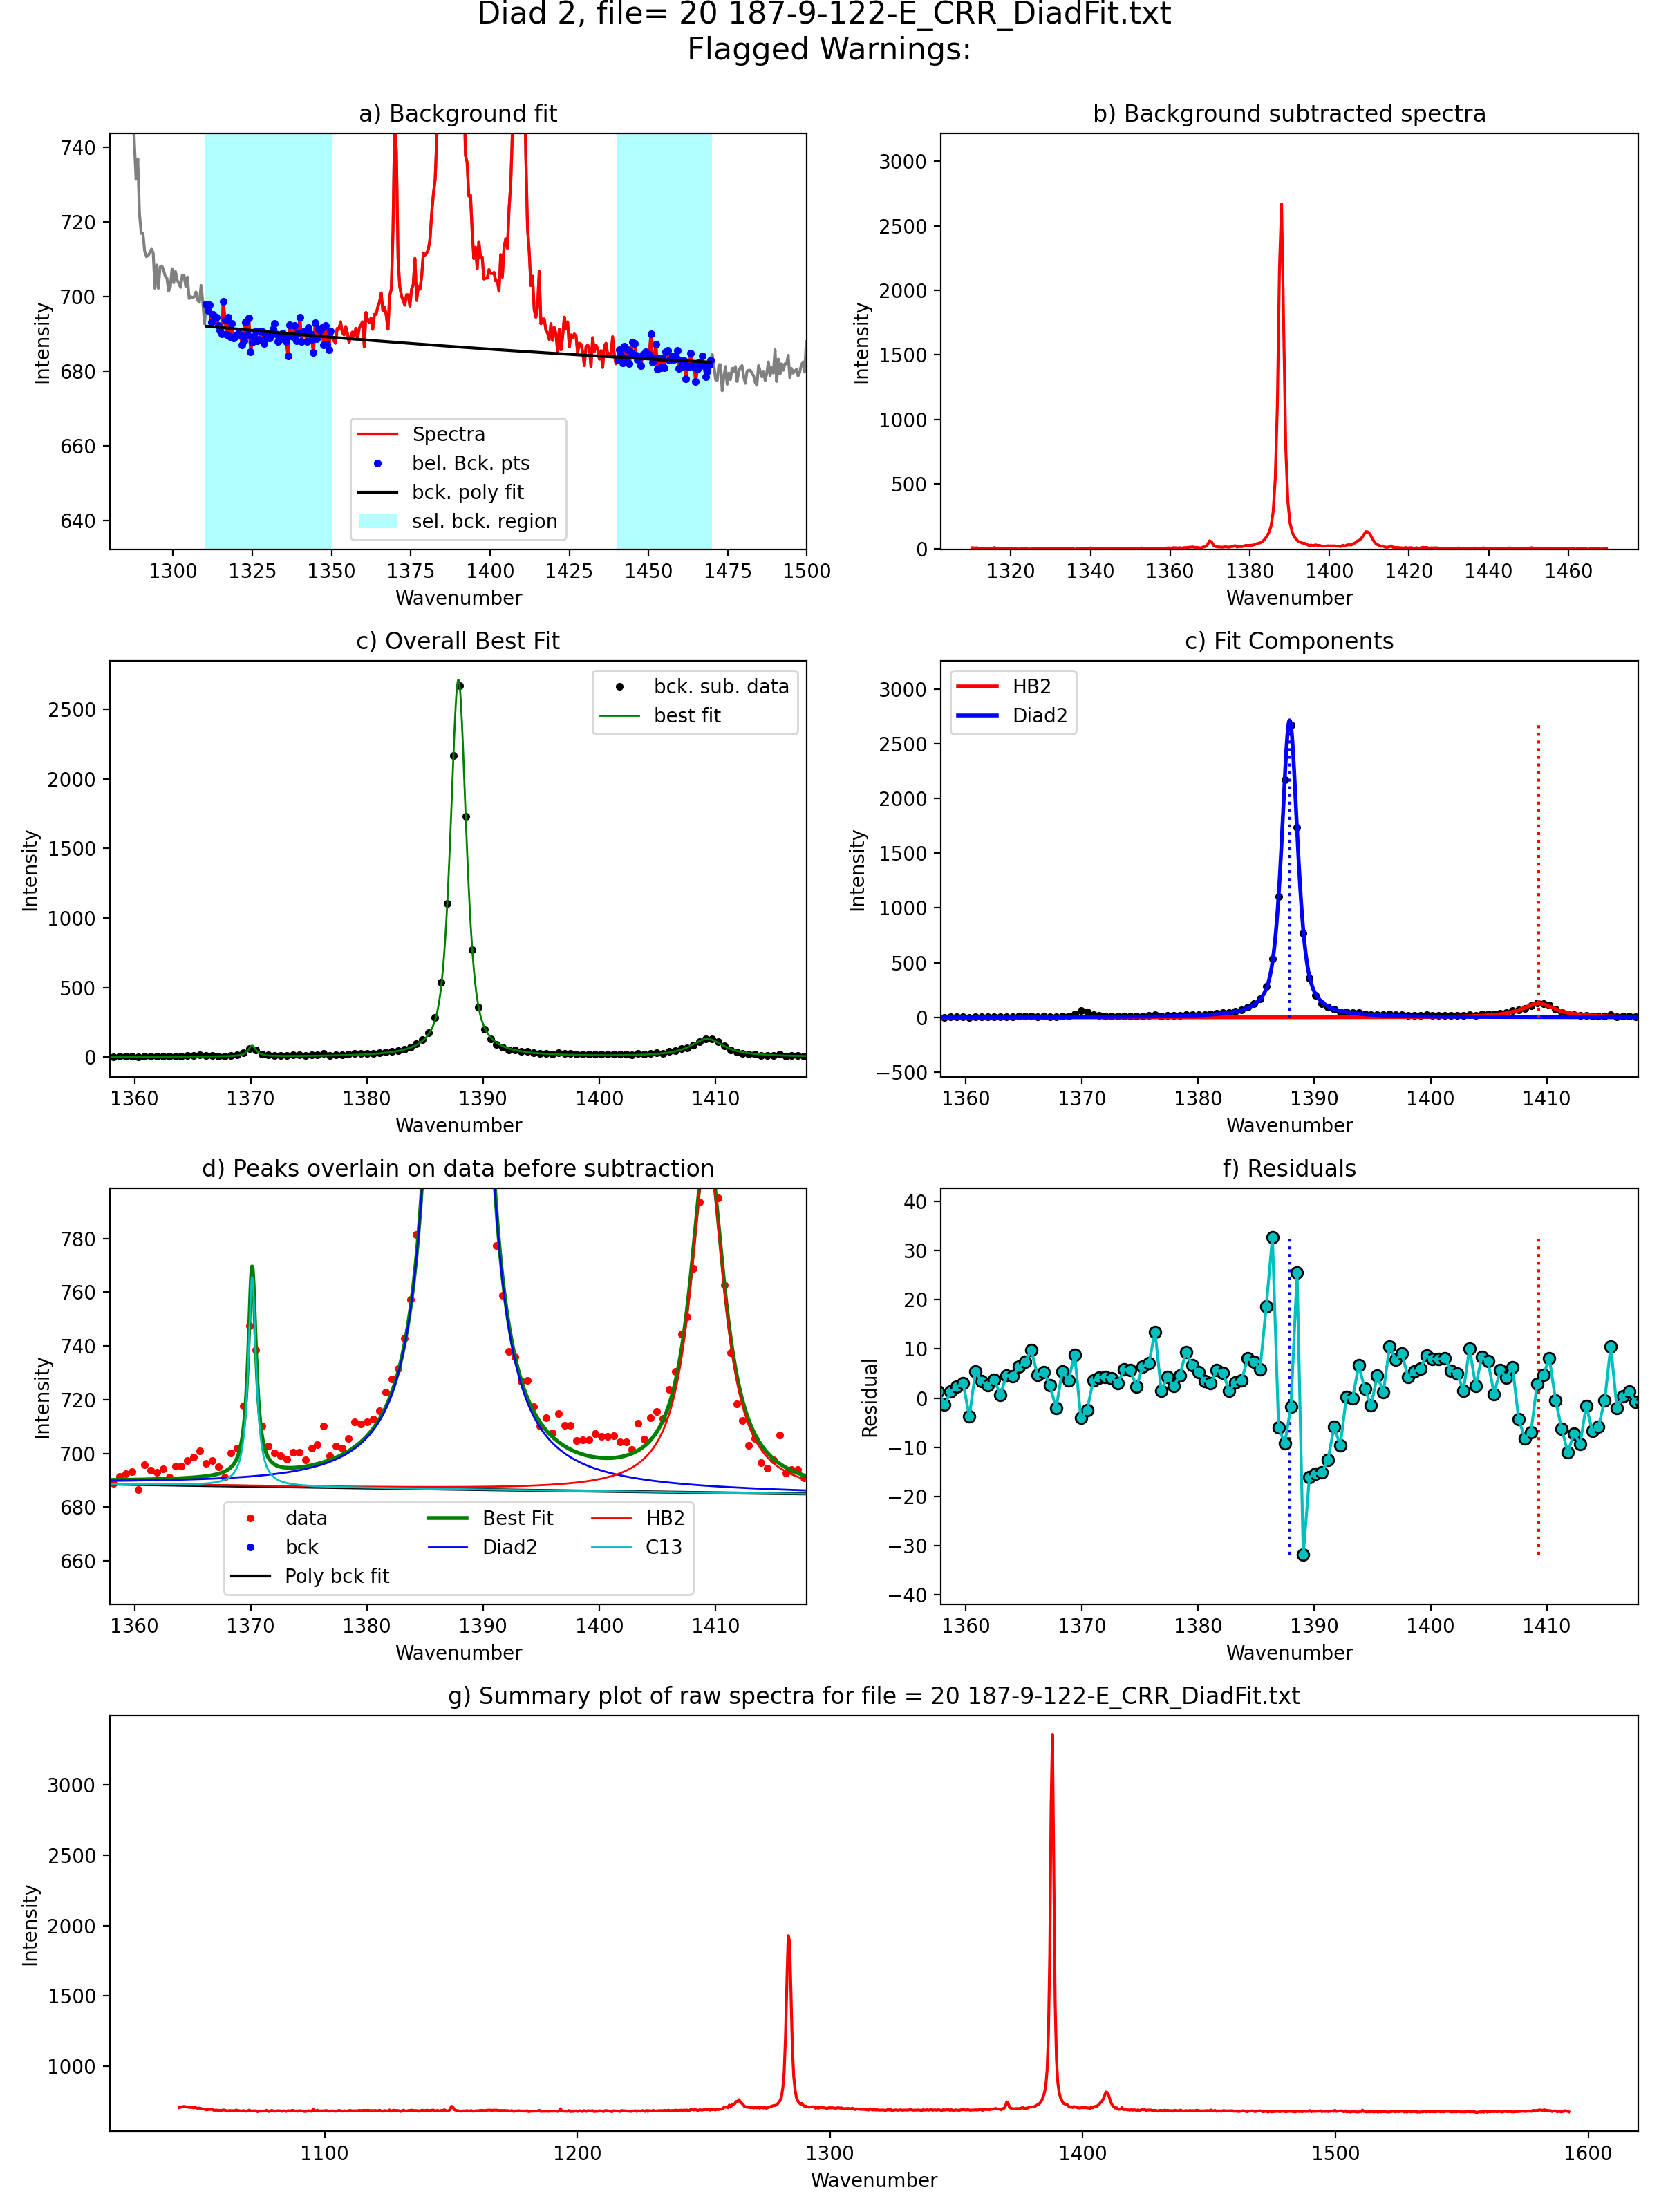 Diad 2, file= 20 187-9-122-E_CRR_DiadFit.txt
Flagged Warnings:
a) Background fit
740
720
700
680
660
640
Intensity
Spectra
bel. Bck. pts
bck. poly fit
sel. bck. region
1300 1325 1350 1375 1400 1425 1450 1475 1500
Wavenumber
b) Background subtracted spectra
3000
2500
2000
1500
1000
500
0
Intensity
1320 1340 1360 1380 1400 1420 1440 1460
Wavenumber
c) Overall Best Fit
2500
2000
1500
1000
500
0
Intensity
bck. sub. data
best fit
1360 1370 1380 1390 1400 1410
Wavenumber
c) Fit Components
3000
2500
2000
1500
1000
500
0
−500
Intensity
HB2
Diad2
1360 1370 1380 1390 1400 1410
Wavenumber
d) Peaks overlain on data before subtraction
780
760
740
720
700
680
660
Intensity
data
bck
Poly bck fit
Best Fit
Diad2
HB2
C13
1360 1370 1380 1390 1400 1410
Wavenumber
f) Residuals
40
30
20
10
0
−10
−20
−30
−40
Residual
1360 1370 1380 1390 1400 1410
Wavenumber
g) Summary plot of raw spectra for file = 20 187-9-122-E_CRR_DiadFit.txt
3000
2500
2000
1500
1000
Intensity
1100 1200 1300 1400 1500 1600
Wavenumber